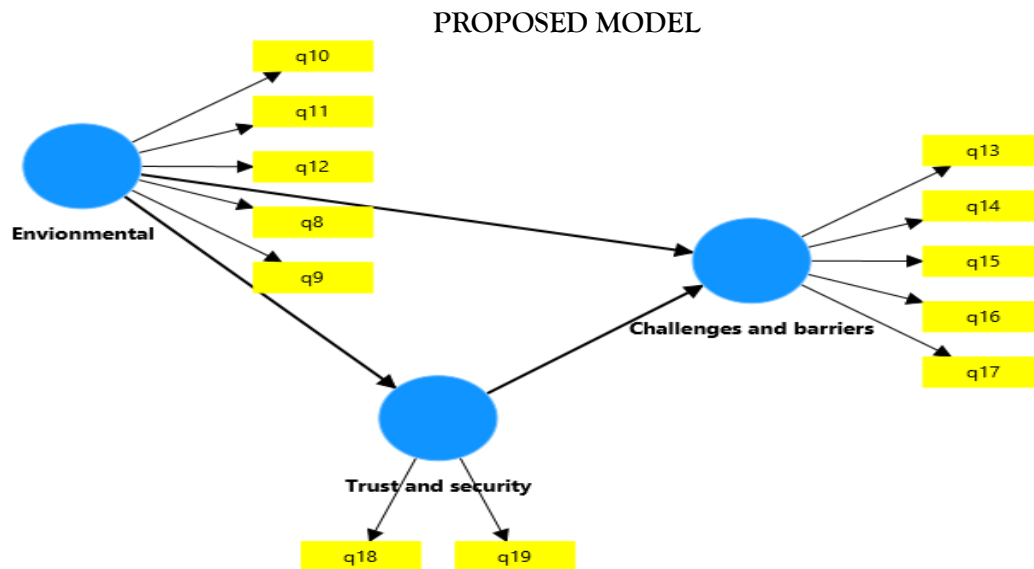 PROPOSED MODEL
q10
q11
q12
q8
q9
Envionmental
q13
q14
q15
q16
q17
Challenges and barriers
Trust and security
q18
q19